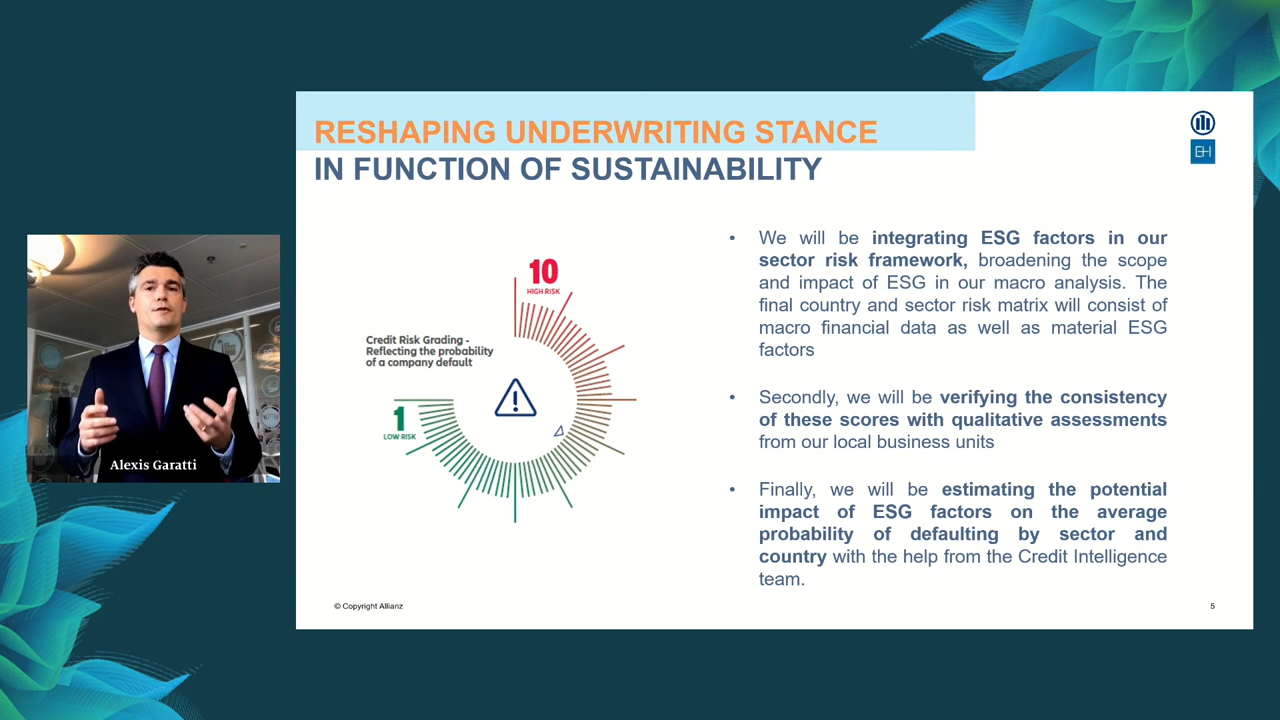 RESHAPING UNDERWRITING STANCE
IN FUNCTION OF SUSTAINABILITY
EH
Alexis Garatti
10
HIGH RISK
Credit Risk Grading -
Reflecting the probability
of a company default
1
LOW RISK
• We will be integrating ESG factors in our
sector risk framework, broadening the scope
and impact of ESG in our macro analysis. The
final country and sector risk matrix will consist of
macro financial data as well as material ESG
factors
• Secondly, we will be verifying the consistency
of these scores with qualitative assessments
from our local business units
• Finally, we will be estimating the potential
impact of ESG factors on the average
probability of defaulting by sector and
country with the help from the Credit Intelligence
team.
© Copyright Allianz
5